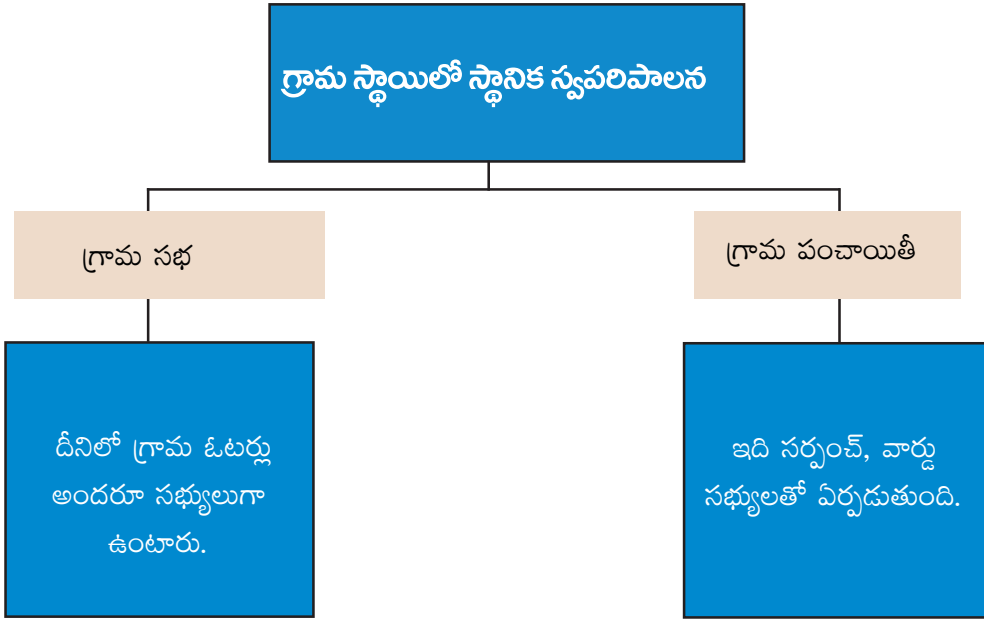 గ్రామ స్థాయిలో స్థానిక స్వపరిపాలన
గ్రామ సభ
గ్రామ పంచాయితీ
దీనిలో గ్రామ ఓటర్లు
అందరూ సభ్యులుగా
ఉంటారు.
ఇది సర్పంచ్, వార్డు
సభ్యులతో ఏర్పడుతుంది.